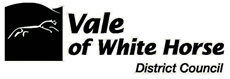 Vale
of White Horse
District Council